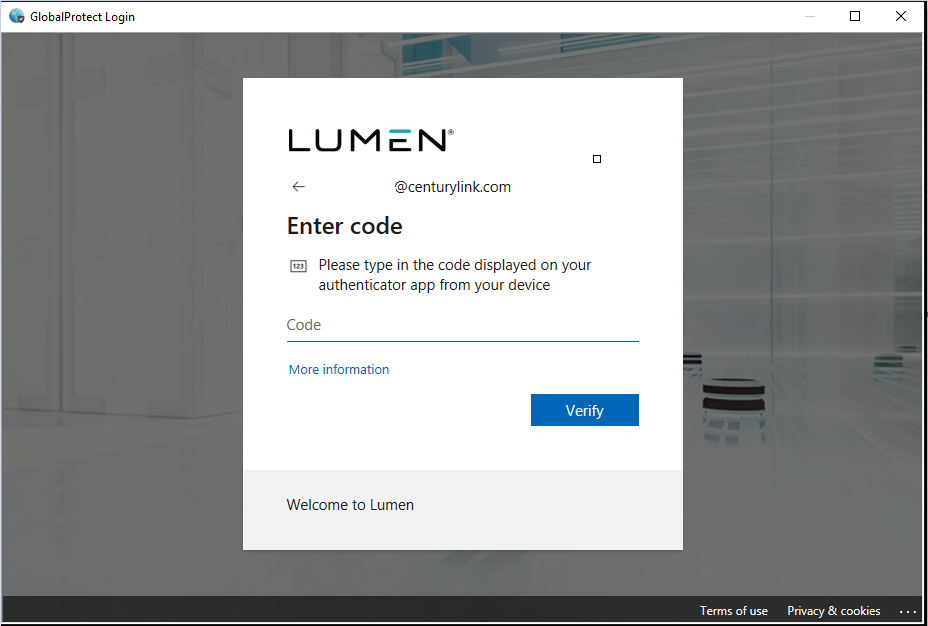 GlobalProtect Login
LUMEN®
@centurylink.com
Enter code
123
Please type in the code displayed on your
authenticator app from your device
Code
More information
Verify
Welcome to Lumen
Terms of use Privacy & cookies ...